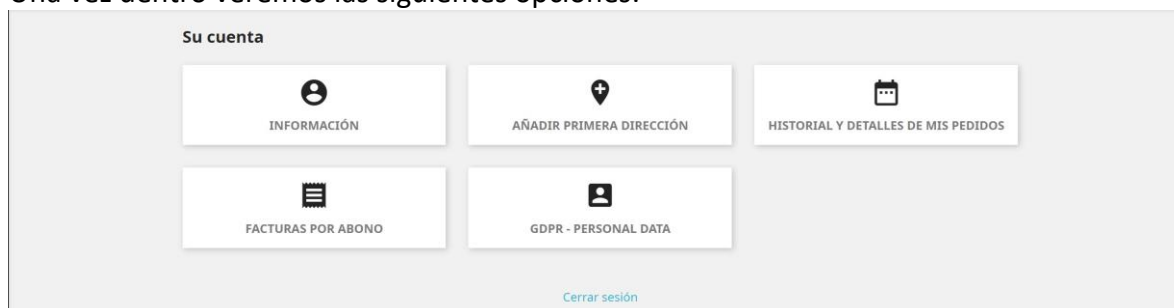 Una vez dentro veremos las siguientes opciones:
Su cuenta
INFORMACIÓN
AÑADIR PRIMERA DIRECCIÓN
HISTORIAL Y DETALLES DE MIS PEDIDOS
FACTURAS POR ABONO
GDPR - PERSONAL DATA
Cerrar sesión